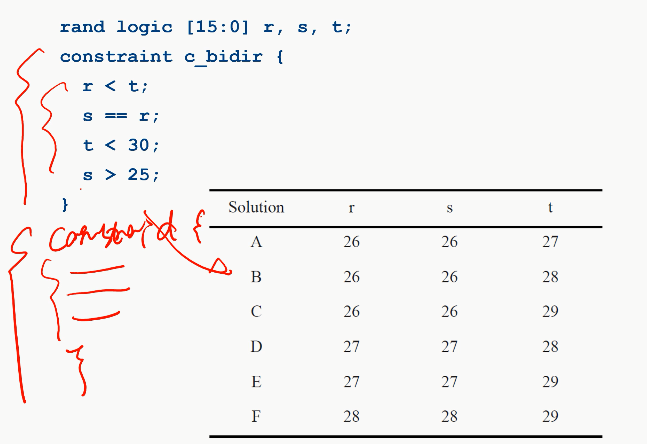 rand logic [15:0] r, s, t;
constraint c_bidir {
r < t;
s == r;
t < 30;
s > 25;
}
{
}
Solution r s t
A 26 26 27
B 26 26 28
C 26 26 29
D 27 27 28
E 27 27 29
F 28 28 29